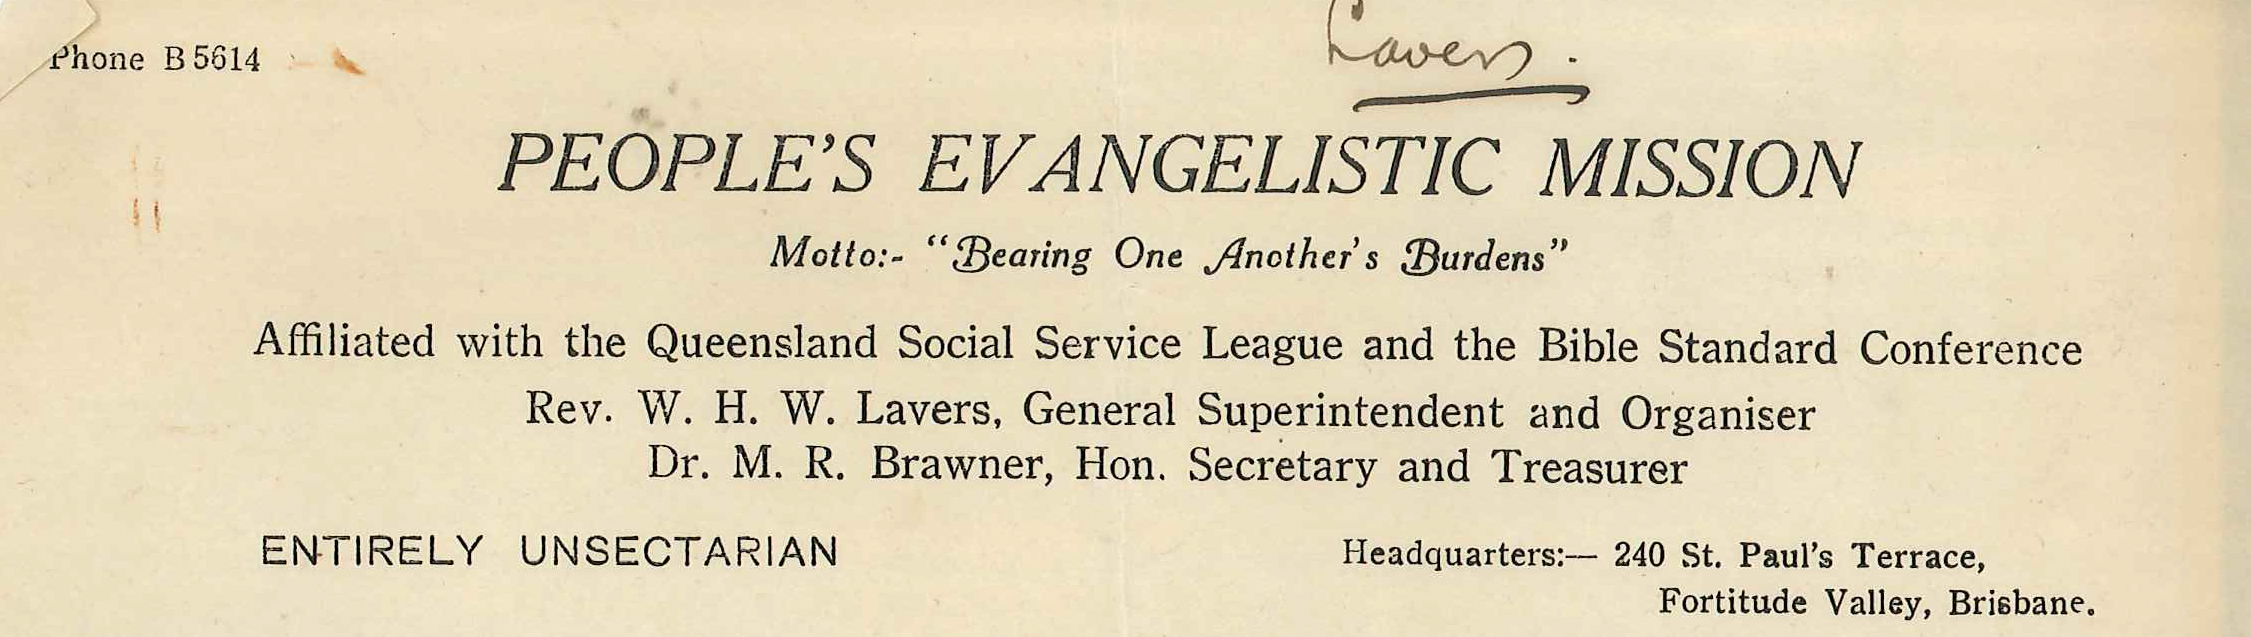 Lavers.
Phone B 5614
PEOPLE'S EVANGELISTIC MISSION
Motto:- "Bearing One Another's Burdens"
Affiliated with the Queensland Social Service League and the Bible Standard Conference
Rev. W. H. W. Lavers, General Superintendent and Organiser
Dr. M. R. Brawner, Hon. Secretary and Treasurer
ENTIRELY UNSECTARIAN
Headquarters:— 240 St. Paul's Terrace,
Fortitude Valley, Brisbane.